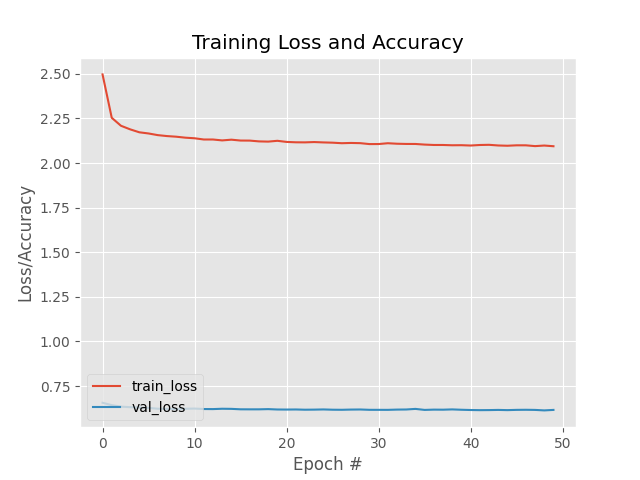 Training Loss and Accuracy
2.50
2.25
2.00
1.75
1.50
1.25
1.00
0.75
Loss/Accuracy
train_loss
val_loss
0 10 20 30 40 50
Epoch #